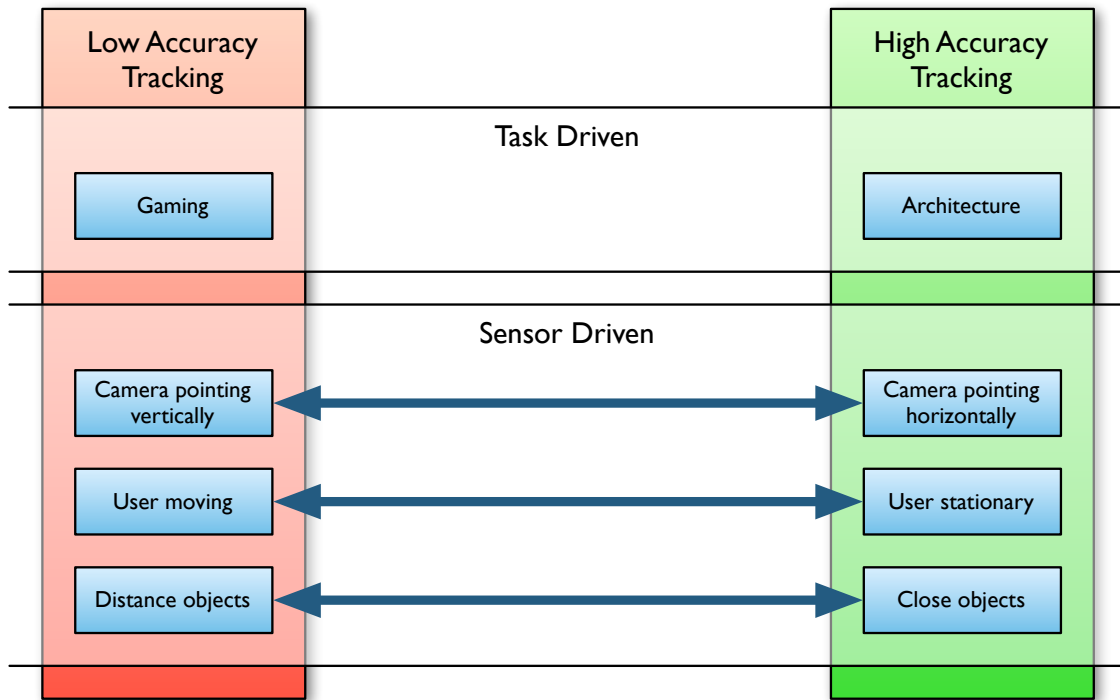 Low Accuracy
Tracking
High Accuracy
Tracking
Task Driven
Gaming
Architecture
Sensor Driven
Camera pointing
vertically
Camera pointing
horizontally
User moving
User stationary
Distance objects
Close objects